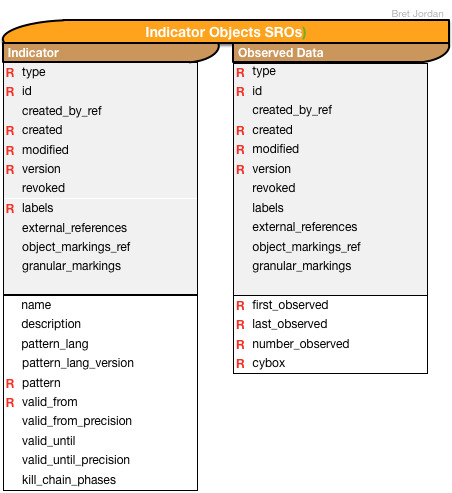 Bret Jordan
Indicator Objects SROs)
Indicator
R type
R id
created_by_ref
R created
R modified
R version
revoked
R labels
external_references
object_markings_ref
granular_markings
name
description
pattern_lang
pattern_lang_version
R pattern
R valid_from
valid_from_precision
valid_until
valid_until_precision
kill_chain_phases
Observed Data
R type
R id
created_by_ref
R created
R modified
R version
revoked
labels
external_references
object_markings_ref
granular_markings
R first_observed
R last_observed
R number_observed
R cybox